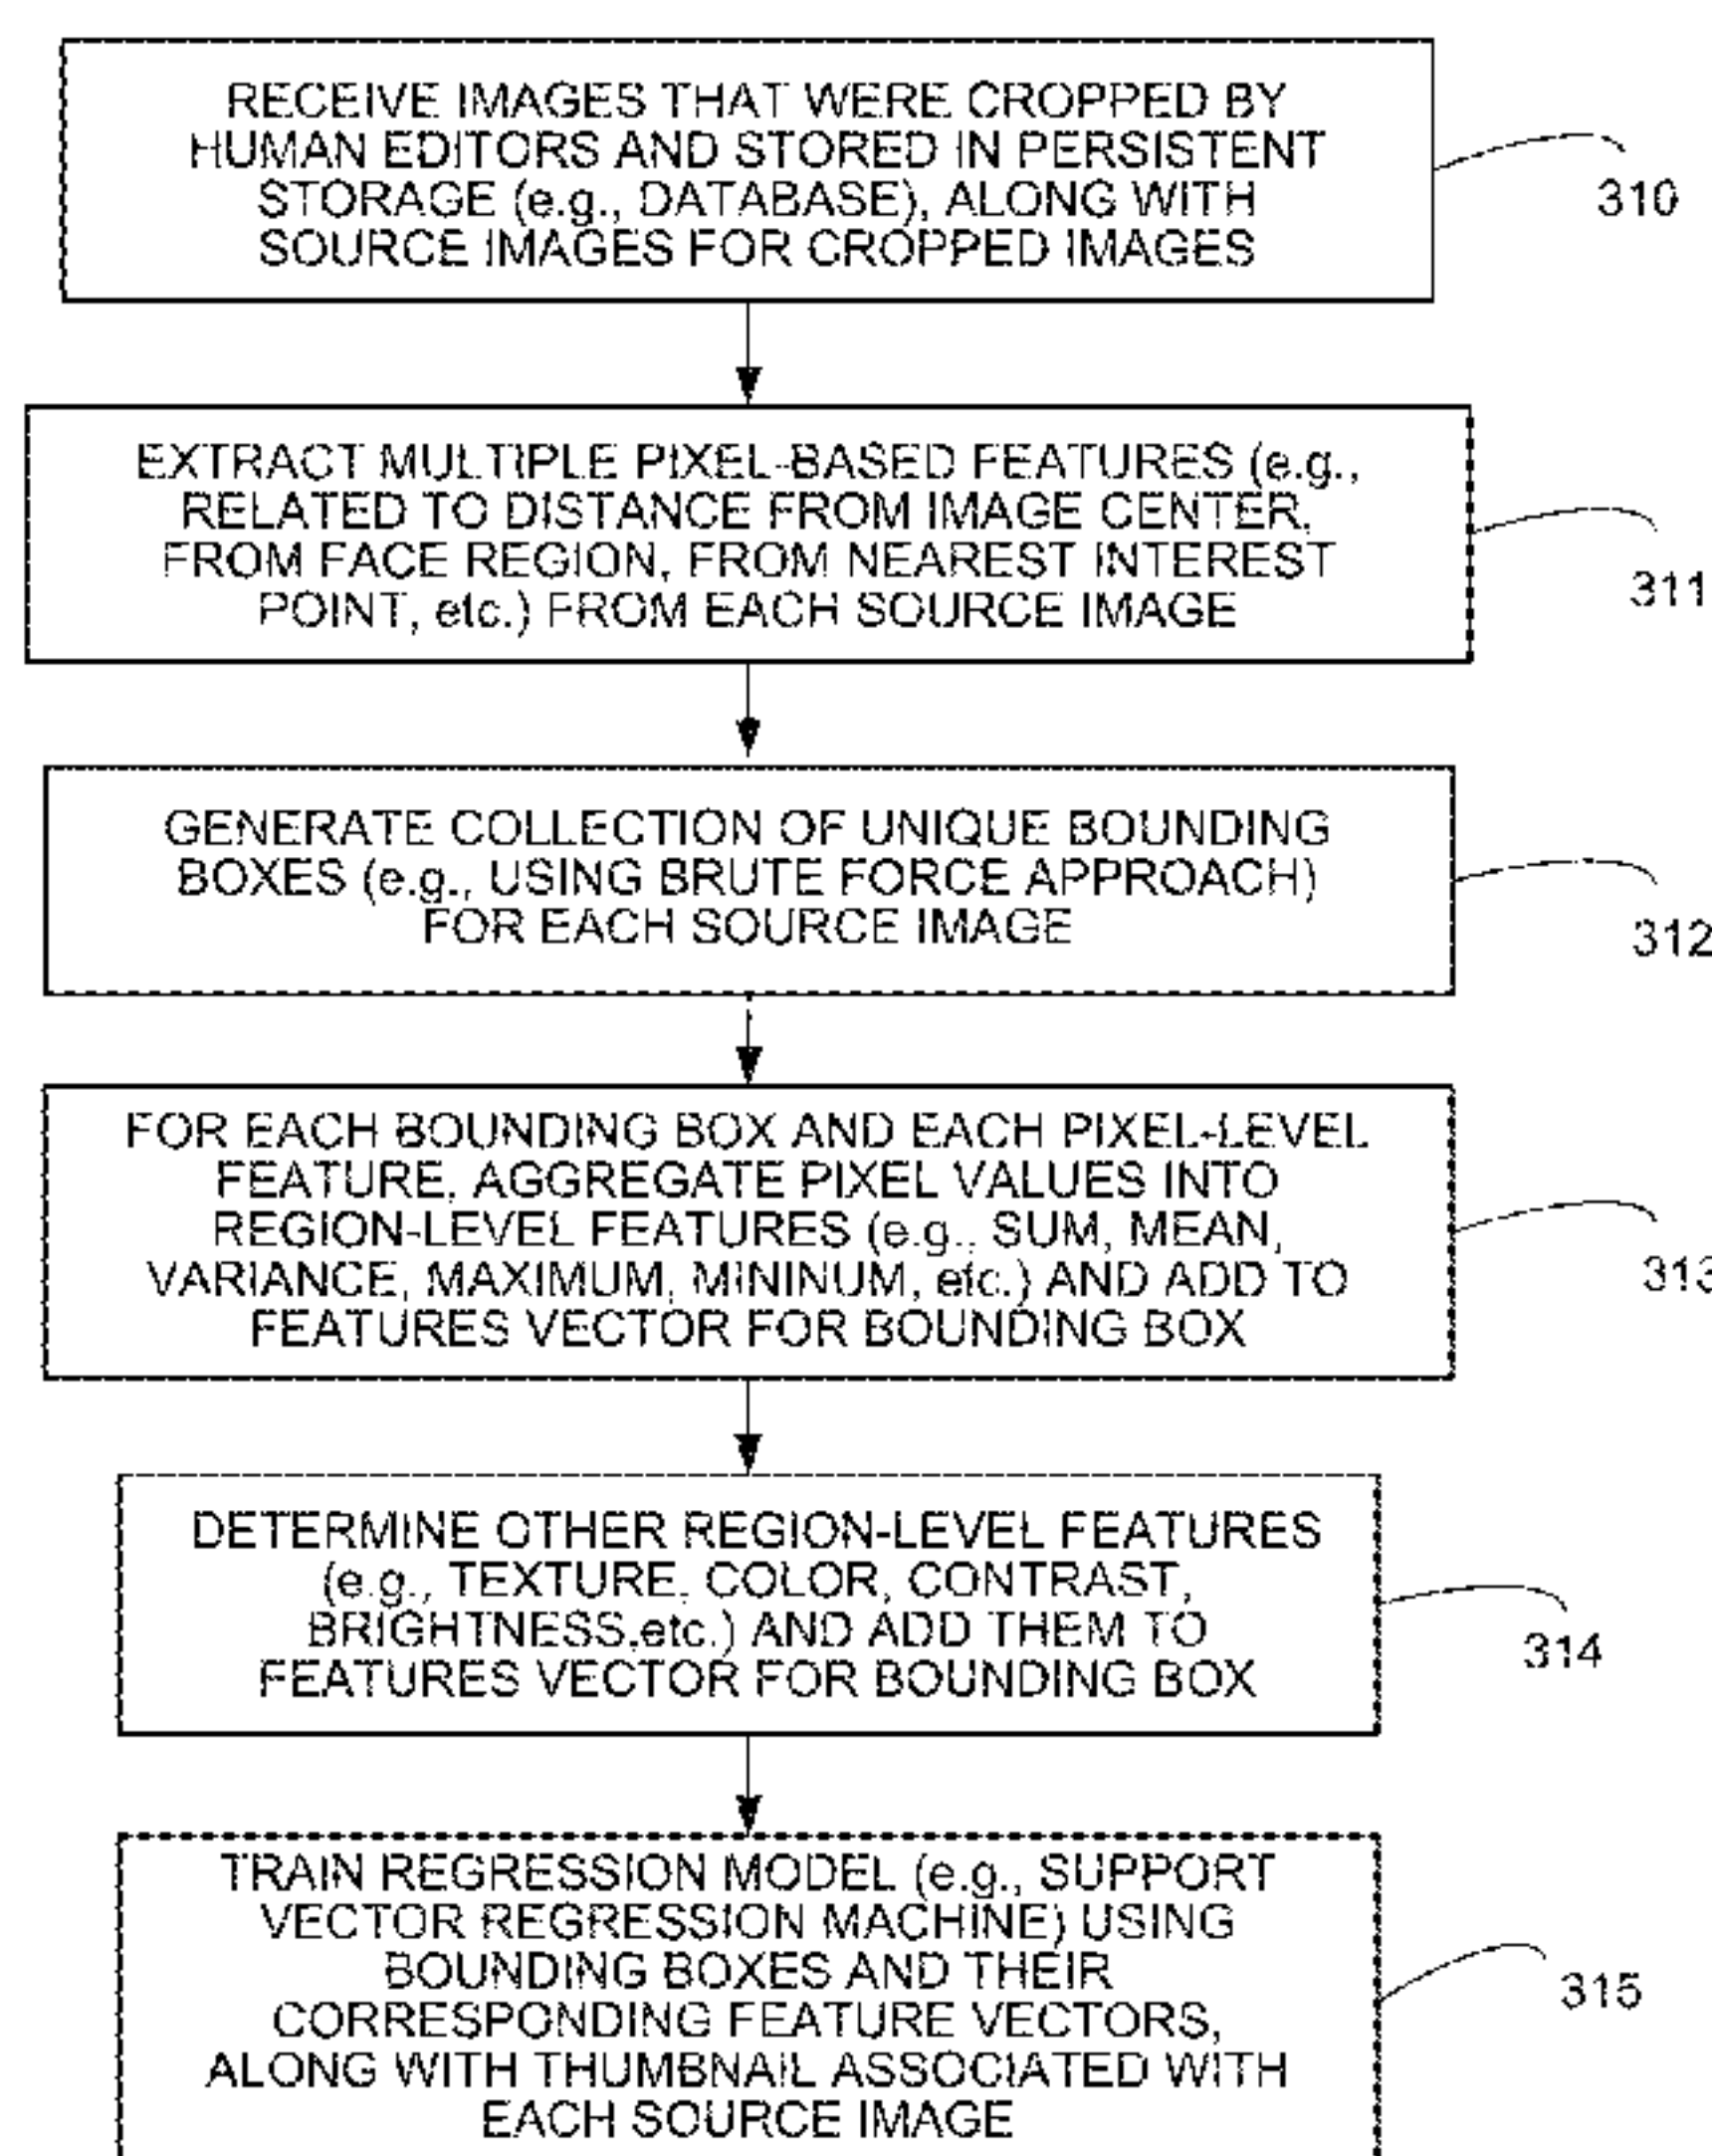 RECEIVE IMAGES THAT WERE CROPPED BY
HUMAN EDITORS AND STORED IN PERSISTENT
STORAGE (e.g., DATABASE), ALONG WITH
SOURCE IMAGES FOR CROPPED IMAGES
310
EXTRACT MULTIPLE PIXEL-BASED FEATURES (e.g.,
RELATED TO DISTANCE FROM IMAGE CENTER,
FROM FACE REGION, FROM NEAREST INTEREST
POINT, etc.) FROM EACH SOURCE IMAGE
311
GENERATE COLLECTION OF UNIQUE BOUNDING
BOXES (e.g., USING BRUTE FORCE APPROACH)
FOR EACH SOURCE IMAGE
312
FOR EACH BOUNDING BOX AND EACH PIXEL-LEVEL
FEATURE, AGGREGATE PIXEL VALUES INTO
REGION-LEVEL FEATURES (e.g., SUM, MEAN,
VARIANCE, MAXIMUM, MININUM, etc.) AND ADD TO
FEATURES VECTOR FOR BOUNDING BOX
313
DETERMINE OTHER REGION-LEVEL FEATURES
(e.g., TEXTURE, COLOR, CONTRAST,
BRIGHTNESS,etc.) AND ADD THEM TO
FEATURES VECTOR FOR BOUNDING BOX
314
TRAIN REGRESSION MODEL (e.g., SUPPORT
VECTOR REGRESSION MACHINE) USING
BOUNDING BOXES AND THEIR
CORRESPONDING FEATURE VECTORS,
ALONG WITH THUMBNAIL ASSOCIATED WITH
EACH SOURCE IMAGE
315